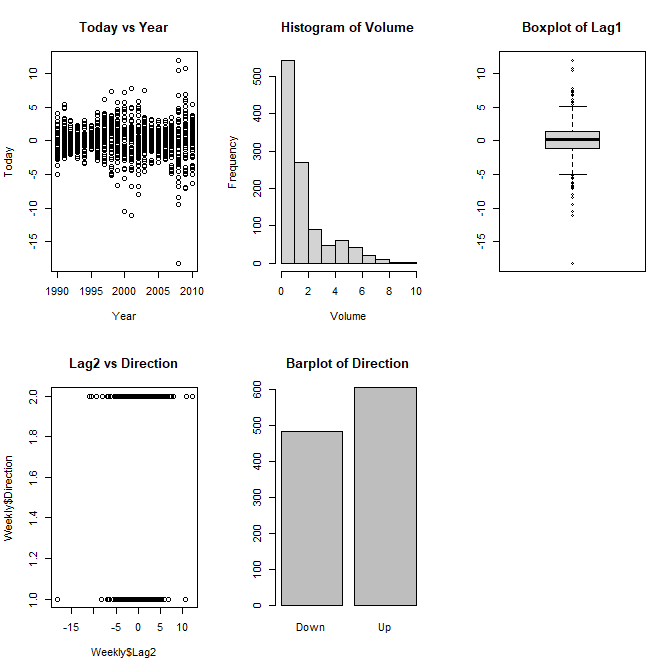 Today vs Year
Today
10
5
0
-5
-10
-15
1990 1995 2000 2005 2010
Year
Histogram of Volume
Frequency
500
400
300
200
100
0
0 2 4 6 8 10
Volume
Boxplot of Lag1
10
5
0
-5
-10
-15
Lag2 vs Direction
Weekly$Direction
2.0
1.8
1.6
1.4
1.2
1.0
-15 -5 0 5 10
Weekly$Lag2
Barplot of Direction
600
500
400
300
200
100
0
Down Up